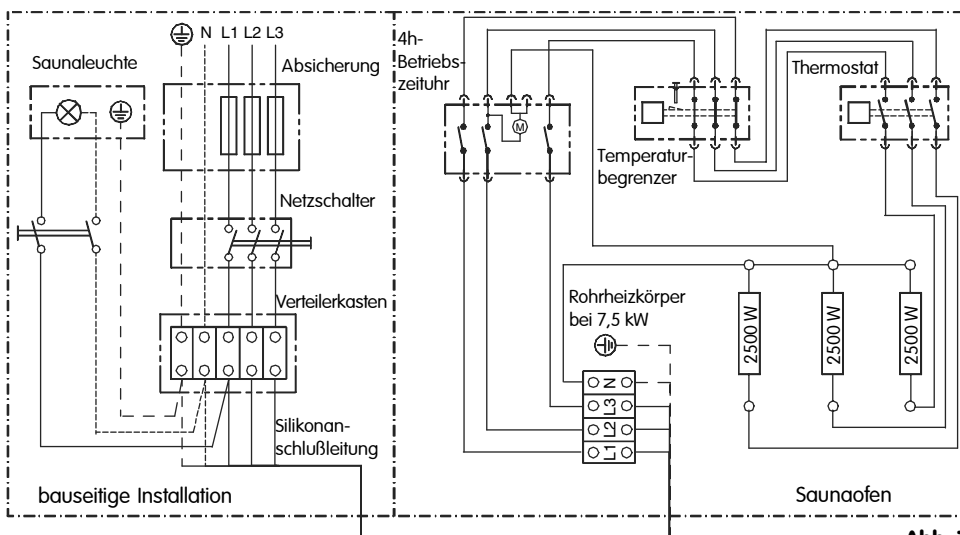 N L1 L2 L3
Saunaleuchte
Absicherung
Netzschalter
Verteilerkasten
Silikonan-
schlußleitung
bauseitige Installation
4h-
Betriebs-
zeituhr
M
Temperatur-
begrenzer
Thermostat
Rohrheizkörper
bei 7,5 kW
N
L3
L2
L1
2500 W
2500 W
2500 W
Saunaofen